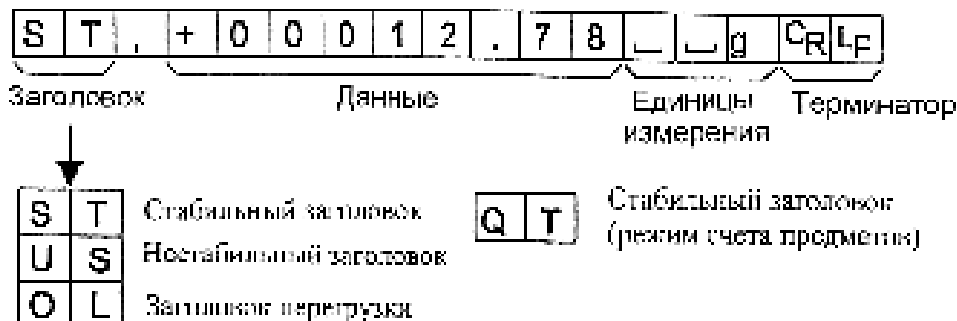 S T , + 0 0 0 1 2 . 7 8 ␣ ␣ g CR LF
Заголовок Данные Единицы измерения Терминатор
S T Стабильный заголовок
U S Нестабильный заголовок
O L Заголовок перегрузки
Q T Стабильный заголовок
(режим счета предметов)